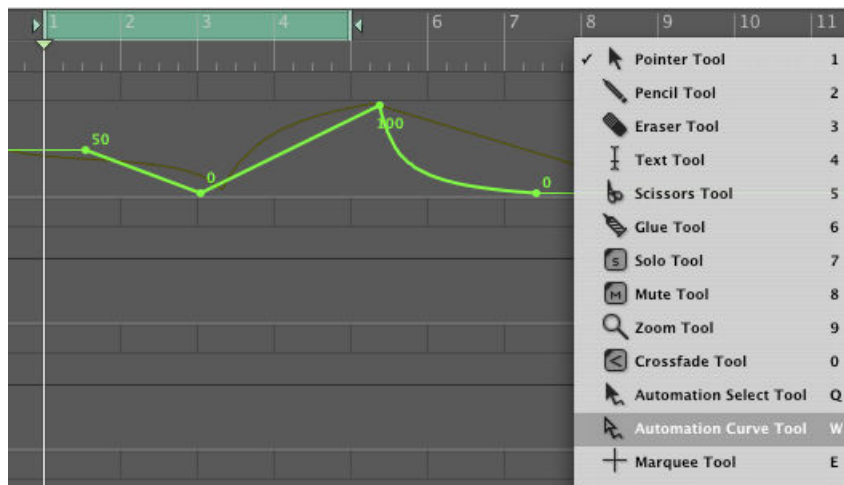 1 2 3 4 6 7 8 9 10 11
50
0
100
0
✓ Pointer Tool 1
Pencil Tool 2
Eraser Tool 3
Text Tool 4
Scissors Tool 5
Glue Tool 6
S Solo Tool 7
M Mute Tool 8
Zoom Tool 9
Crossfade Tool 0
Automation Select Tool Q
Automation Curve Tool W
Marquee Tool E